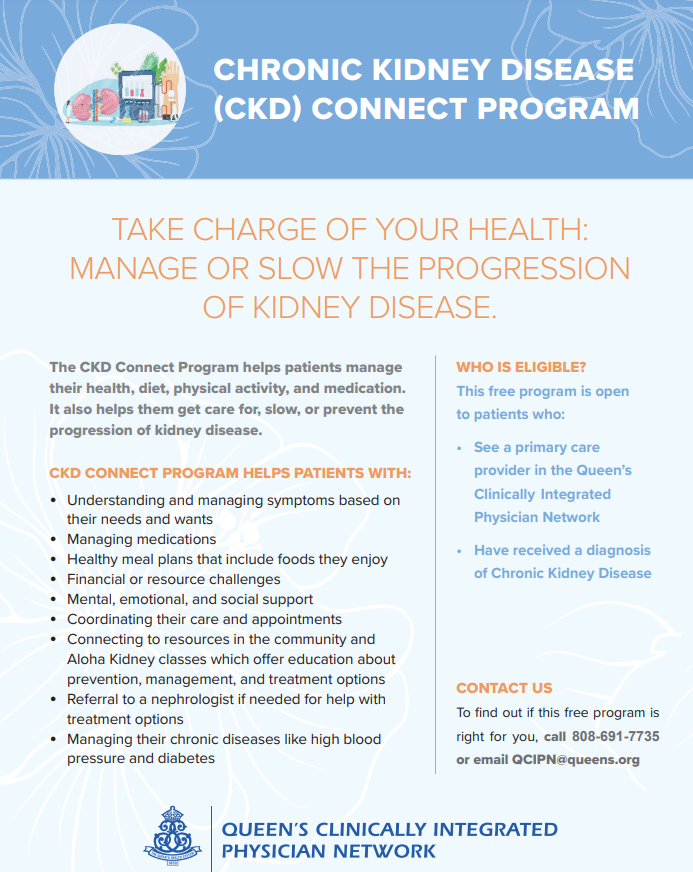 CHRONIC KIDNEY DISEASE
(CKD) CONNECT PROGRAM
TAKE CHARGE OF YOUR HEALTH:
MANAGE OR SLOW THE PROGRESSION
OF KIDNEY DISEASE.
The CKD Connect Program helps patients manage
their health, diet, physical activity, and medication.
It also helps them get care for, slow, or prevent the
progression of kidney disease.
CKD CONNECT PROGRAM HELPS PATIENTS WITH:
• Understanding and managing symptoms based on
their needs and wants
• Managing medications
• Healthy meal plans that include foods they enjoy
• Financial or resource challenges
• Mental, emotional, and social support
• Coordinating their care and appointments
• Connecting to resources in the community and
Aloha Kidney classes which offer education about
prevention, management, and treatment options
• Referral to a nephrologist if needed for help with
treatment options
• Managing their chronic diseases like high blood
pressure and diabetes
WHO IS ELIGIBLE?
This free program is open
to patients who:
• See a primary care
provider in the Queen's
Clinically Integrated
Physician Network
• Have received a diagnosis
of Chronic Kidney Disease
CONTACT US
To find out if this free program is
right for you, call 808-691-7735
or email QCIPN@queens.org
QUEEN'S CLINICALLY INTEGRATED
PHYSICIAN NETWORK